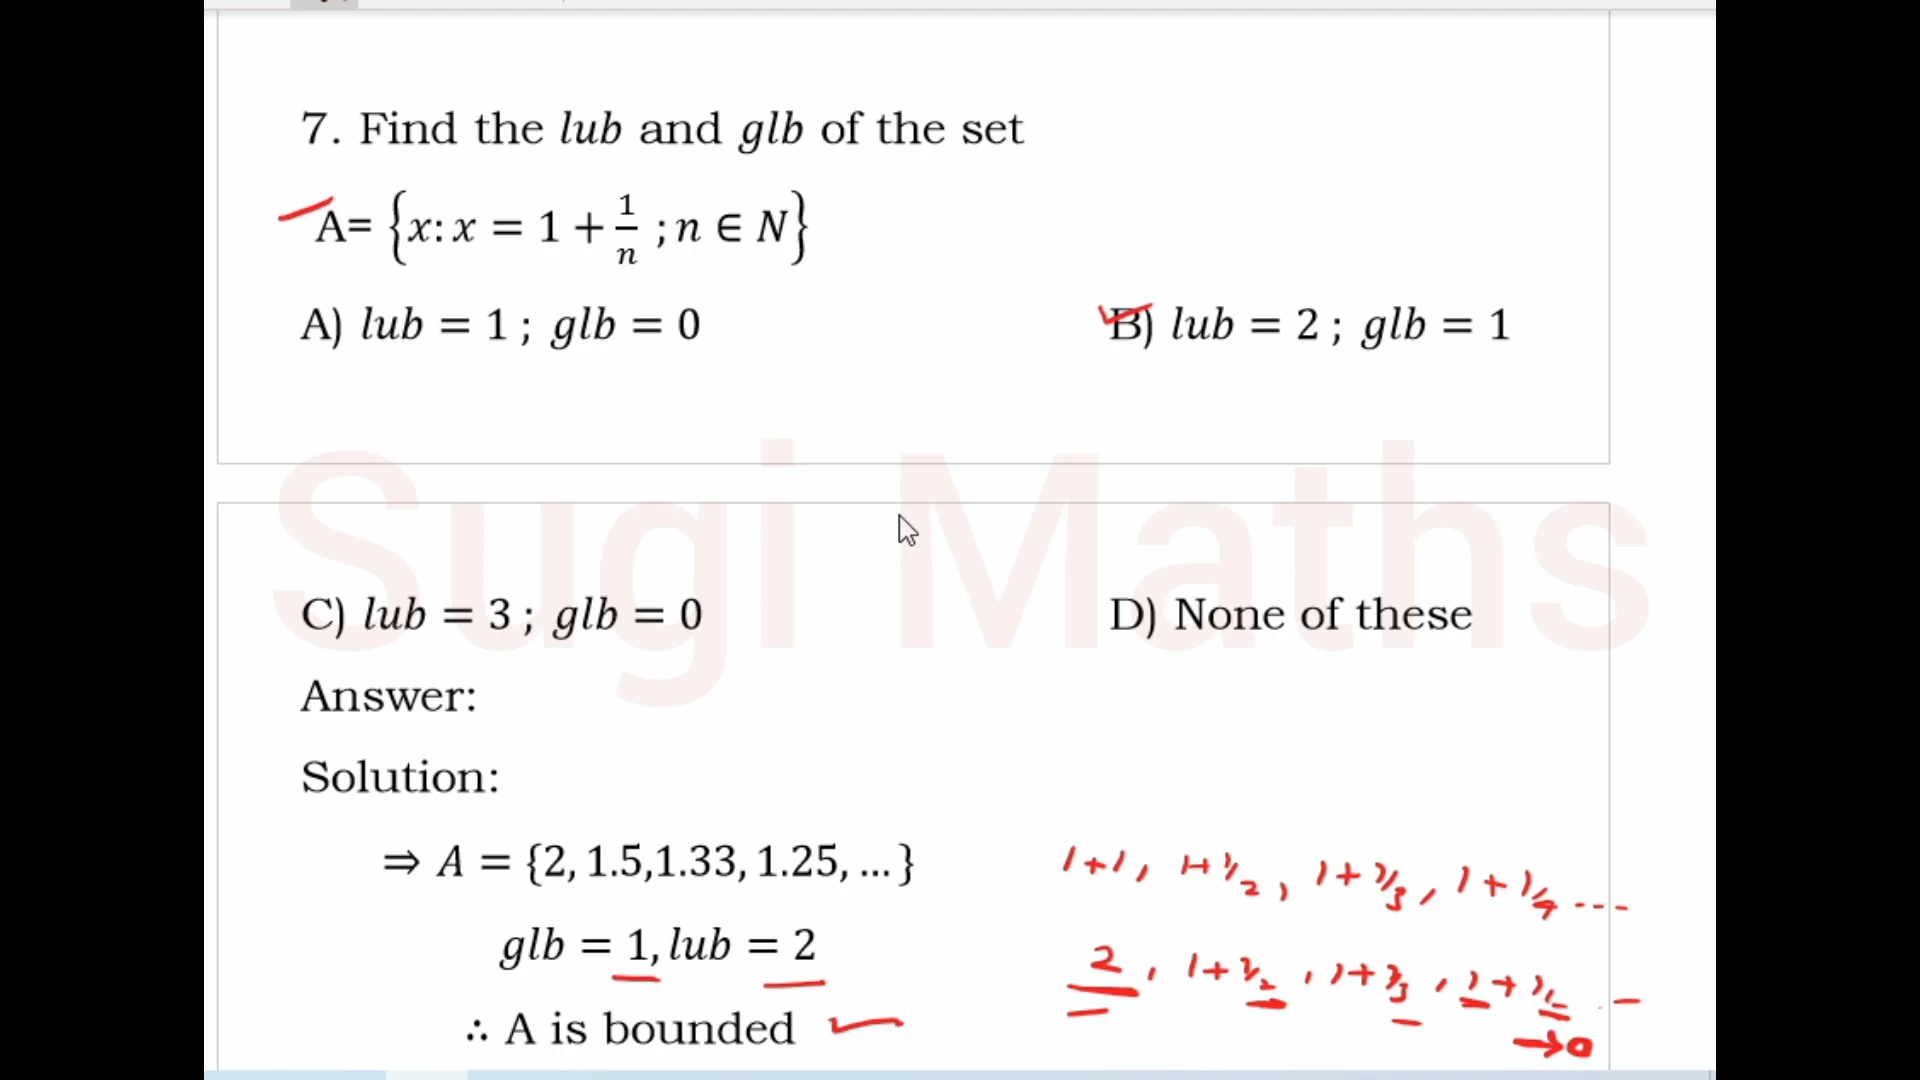 7. Find the lub and glb of the set
A= {x: x = 1 + 1/n ; n ∈ N}
A) lub = 1 ; glb = 0
B) lub = 2 ; glb = 1
Sugi Maths
C) lub = 3 ; glb = 0
D) None of these
Answer:
Solution:
⇒ A = {2, 1.5,1.33, 1.25, ...}
1+1, 1+1/2, 1+1/3, 1+1/4 ----
glb = 1, lub = 2
2, 1+1/2, 1+1/3,
∴ A is bounded
→0